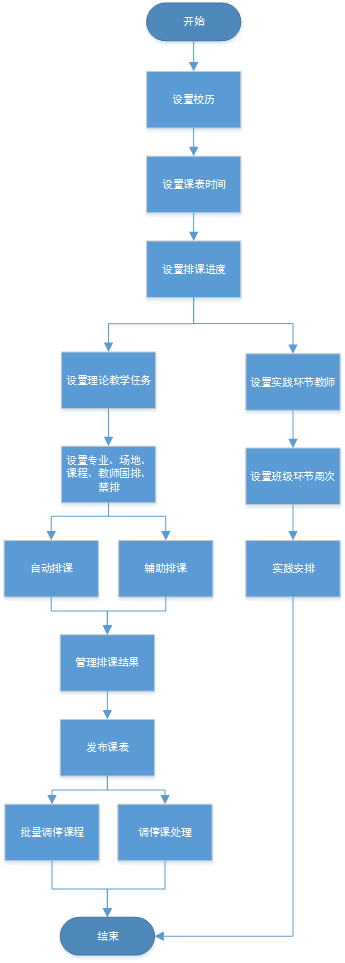 开始
设置校历
设置课表时间
设置排课进度
设置理论教学任务
设置实践环节教师
设置专业、场地、
课程、教师固排、
禁排
设置班级环节周次
自动排课
辅助排课
实践安排
管理排课结果
发布课表
批量调停课程
调停课处理
结束